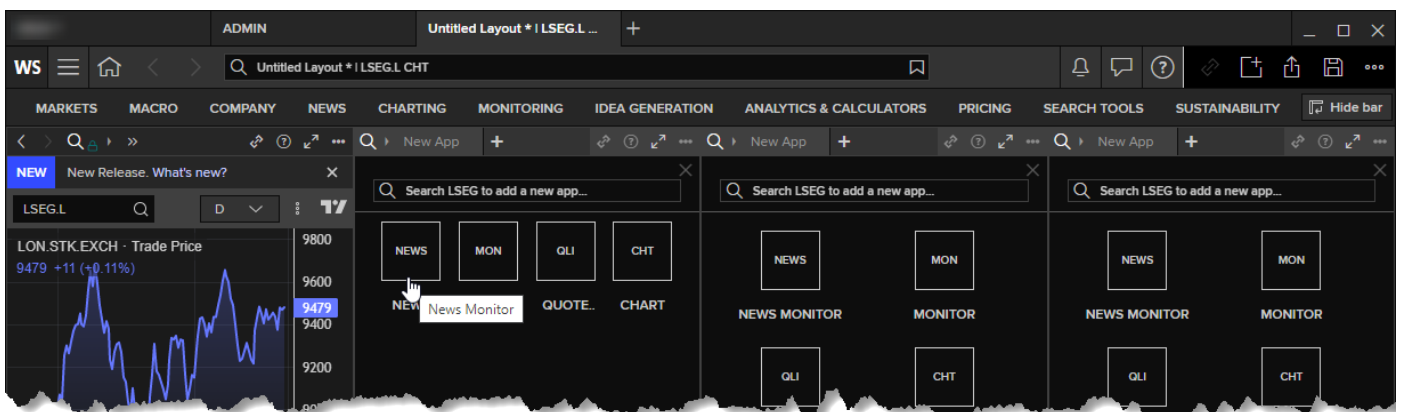 ADMIN
Untitled Layout * | LSEG.L ...
WS
Untitled Layout * | LSEG.L CHT
MARKETS MACRO COMPANY NEWS CHARTING MONITORING IDEA GENERATION ANALYTICS & CALCULATORS PRICING SEARCH TOOLS SUSTAINABILITY Hide bar
New App
New App
New App
NEW New Release. What's new?
LSEG.L D
LON.STK.EXCH · Trade Price
9479 +11 (+0.11%)
9800
9600
9479
9400
9200
Search LSEG to add a new app...
NEWS MON QLI CHT
QUOTE.. CHART
News Monitor
Search LSEG to add a new app...
NEWS MON
NEWS MONITOR MONITOR
QLI CHT
Search LSEG to add a new app...
NEWS MON
NEWS MONITOR MONITOR
QLI CHT